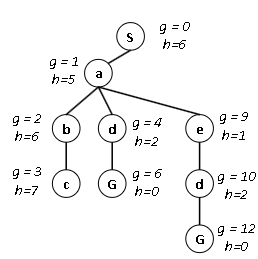 S
g = 0
h=6
g = 1
h=5
a
g = 2
h=6
b
d
g = 4
h=2
e
g = 9
h=1
g = 3
h=7
c
G
g = 6
h=0
d
g = 10
h=2
G
g = 12
h=0